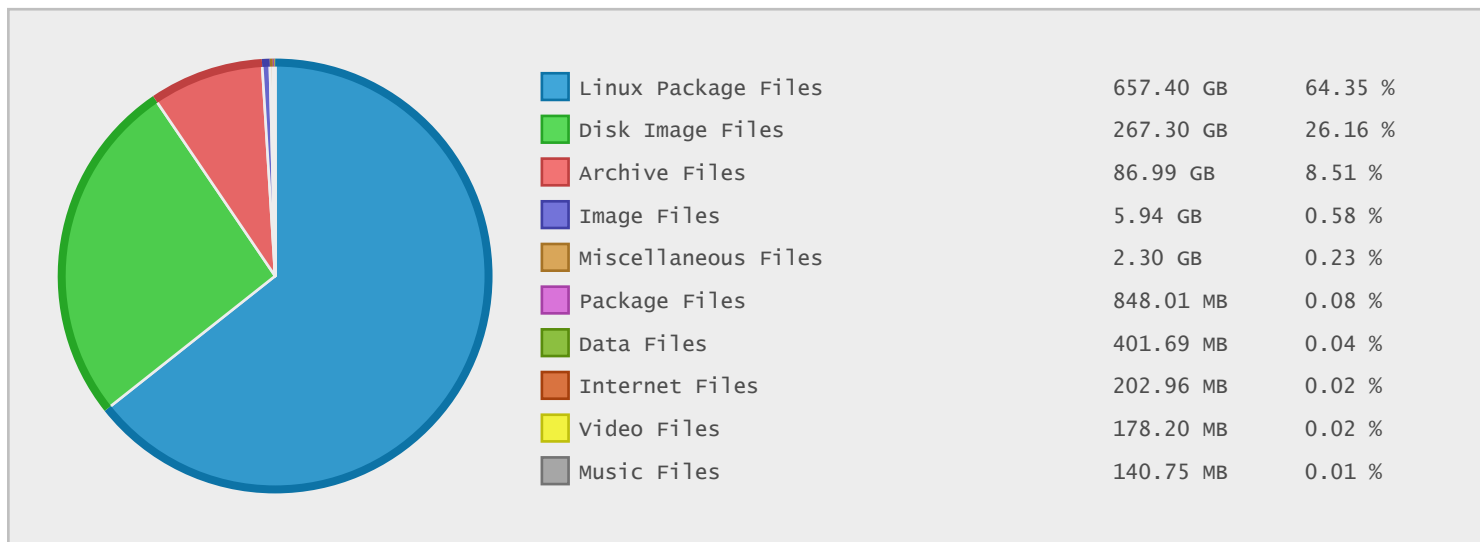 Linux Package Files 657.40 GB 64.35 %
Disk Image Files 267.30 GB 26.16 %
Archive Files 86.99 GB 8.51 %
Image Files 5.94 GB 0.58 %
Miscellaneous Files 2.30 GB 0.23 %
Package Files 848.01 MB 0.08 %
Data Files 401.69 MB 0.04 %
Internet Files 202.96 MB 0.02 %
Video Files 178.20 MB 0.02 %
Music Files 140.75 MB 0.01 %